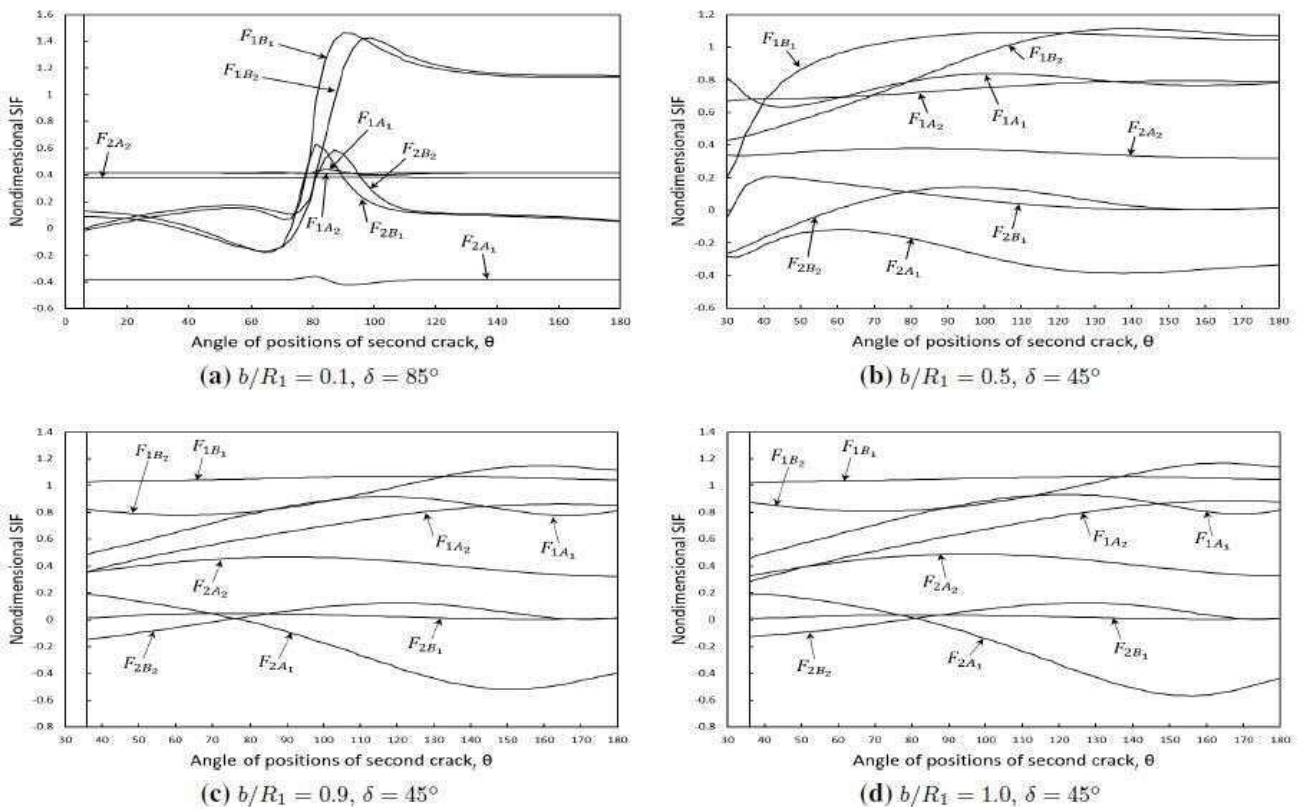 Nondimensional SIF
1.6
1.4
1.2
1
0.8
0.6
0.4
0.2
0
-0.2
-0.4
-0.6
F1B1
F1B2
F2A2
F1A1
F2B2
F1A2
F2B1
F2A1
0 20 40 60 80 100 120 140 160 180
Angle of positions of second crack, θ
(a) b/R1 = 0.1, δ = 85°
Nondimensional SIF
1.2
1
0.8
0.6
0.4
0.2
0
-0.2
-0.4
-0.6
F1B1
F1B2
F1A2
F1A1
F2A2
F2B2
F2A1
F2B1
30 40 50 60 70 80 90 100 110 120 130 140 150 160 170 180
Angle of positions of second crack, θ
(b) b/R1 = 0.5, δ = 45°
Nondimensional SIF
1.4
1.2
1
0.8
0.6
0.4
0.2
0
-0.2
-0.4
-0.6
-0.8
F1B2
F1B1
F1A2
F1A1
F2A2
F2B2
F2A1
F2B1
30 40 50 60 70 80 90 100 110 120 130 140 150 160 170 180
Angle of positions of second crack, θ
(c) b/R1 = 0.9, δ = 45°
Nondimensional SIF
1.4
1.2
1
0.8
0.6
0.4
0.2
0
-0.2
-0.4
-0.6
-0.8
F1B2
F1B1
F1A2
F1A1
F2A2
F2B2
F2A1
F2B1
30 40 50 60 70 80 90 100 110 120 130 140 150 160 170 180
Angle of positions of second crack, θ
(d) b/R1 = 1.0, δ = 45°